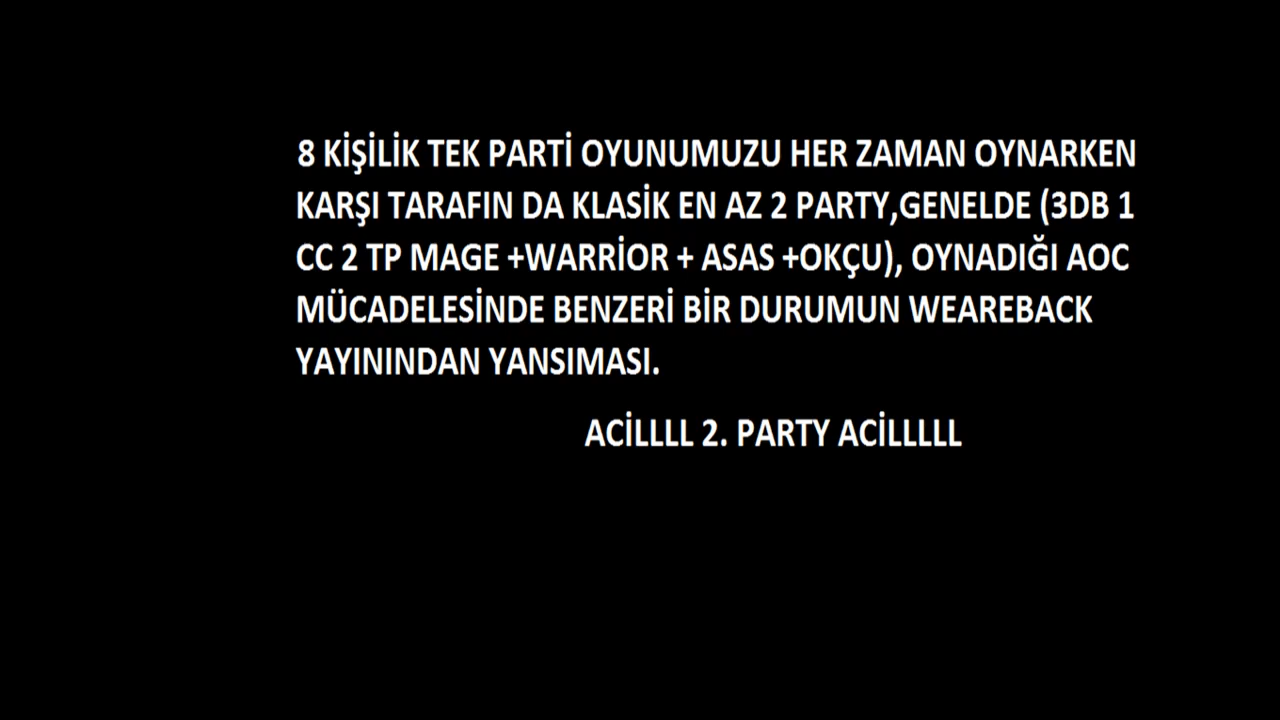 8 KİŞİLİK TEK PARTİ OYUNUMUZU HER ZAMAN OYNARKEN
KARŞI TARAFIN DA KLASİK EN AZ 2 PARTY,GENELDE (3DB 1
CC 2 TP MAGE +WARRİOR + ASAS +OKÇU), OYNADIĞI AOC
MÜCADELESİNDE BENZERİ BİR DURUMUN WEAREBACK
YAYININDAN YANSIMASI.
ACİLLLL 2. PARTY ACİLLLLL